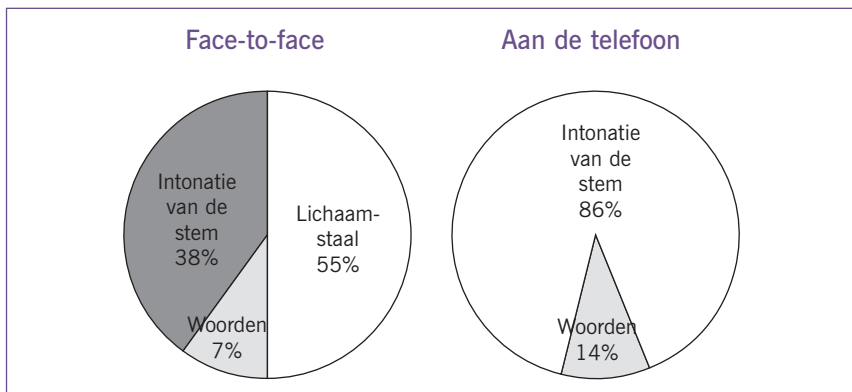 Face-to-face
Intonatie
van de
stem
38%
Lichaam-
staal
55%
Woorden
7%
Aan de telefoon
Intonatie
van de
stem
86%
Woorden
14%